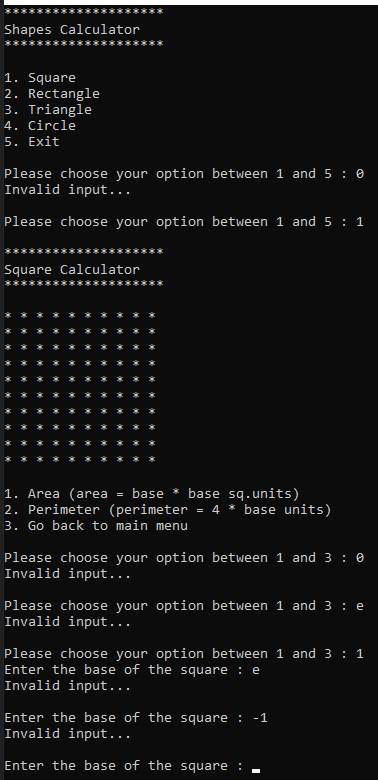 ********************
Shapes Calculator
********************
1. Square
2. Rectangle
3. Triangle
4. Circle
5. Exit
Please choose your option between 1 and 5 : 0
Invalid input...
Please choose your option between 1 and 5 : 1
********************
Square Calculator
********************
* * * * * * * * * *
* * * * * * * * * *
* * * * * * * * * *
* * * * * * * * * *
* * * * * * * * * *
* * * * * * * * * *
* * * * * * * * * *
* * * * * * * * * *
* * * * * * * * * *
* * * * * * * * * *
1. Area (area = base * base sq.units)
2. Perimeter (perimeter = 4 * base units)
3. Go back to main menu
Please choose your option between 1 and 3 : 0
Invalid input...
Please choose your option between 1 and 3 : e
Invalid input...
Please choose your option between 1 and 3 : 1
Enter the base of the square : e
Invalid input...
Enter the base of the square : -1
Invalid input...
Enter the base of the square :